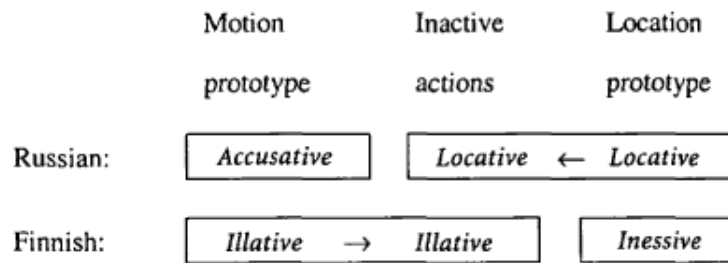 Motion Inactive Location
prototype actions prototype
Russian: Accusative Locative ← Locative
Finnish: Illative → Illative Inessive